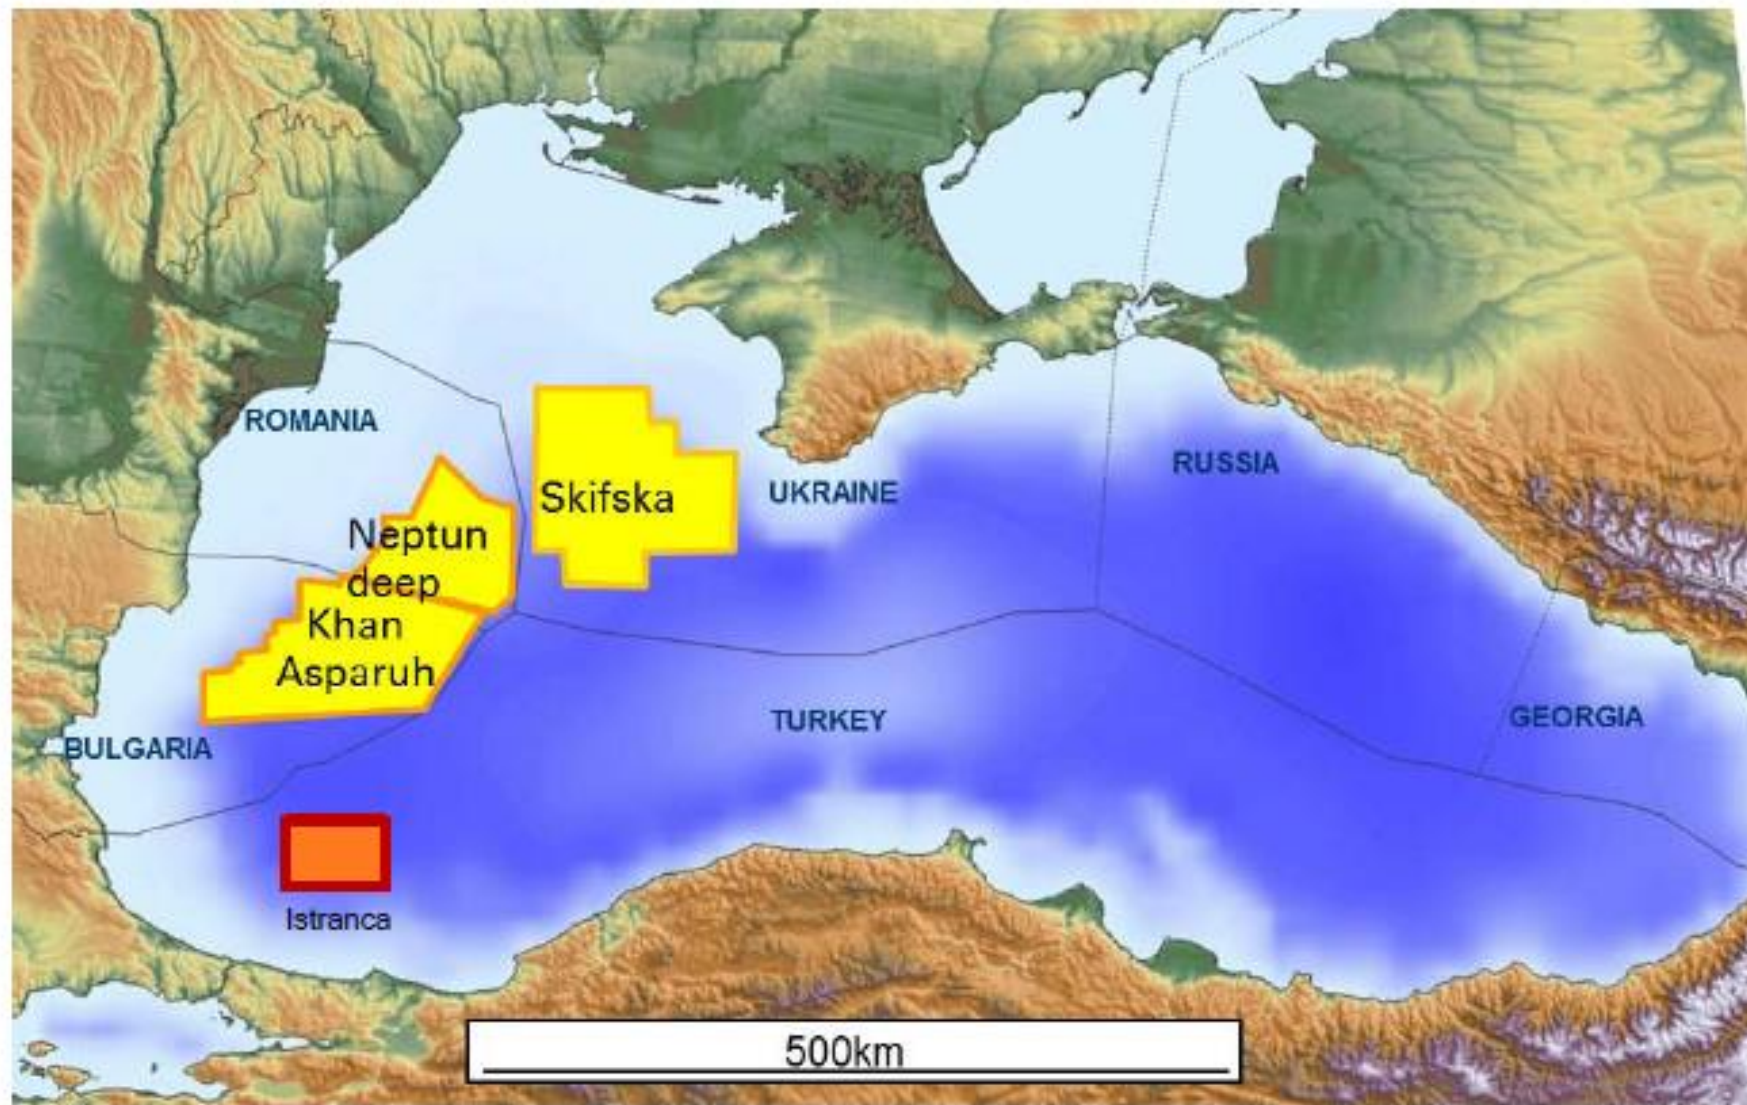 ROMANIA
Skifska
UKRAINE
RUSSIA
Neptun
deep
Khan
Asparuh
TURKEY
GEORGIA
BULGARIA
Istranca
500km